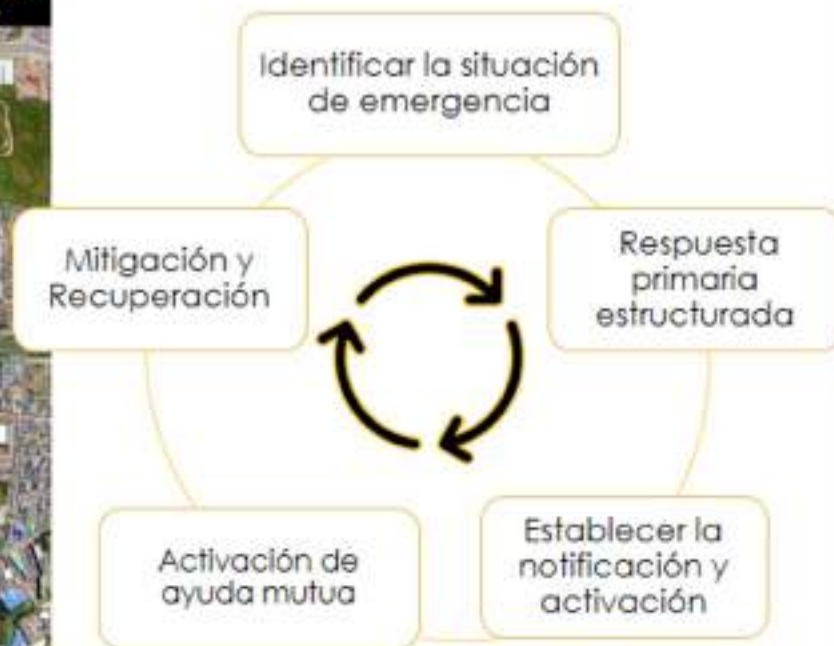 Identificar la situación
de emergencia
Respuesta
primaria
estructurada
Establecer la
notificación y
activación
Activación de
ayuda mutua
Mitigación y
Recuperación